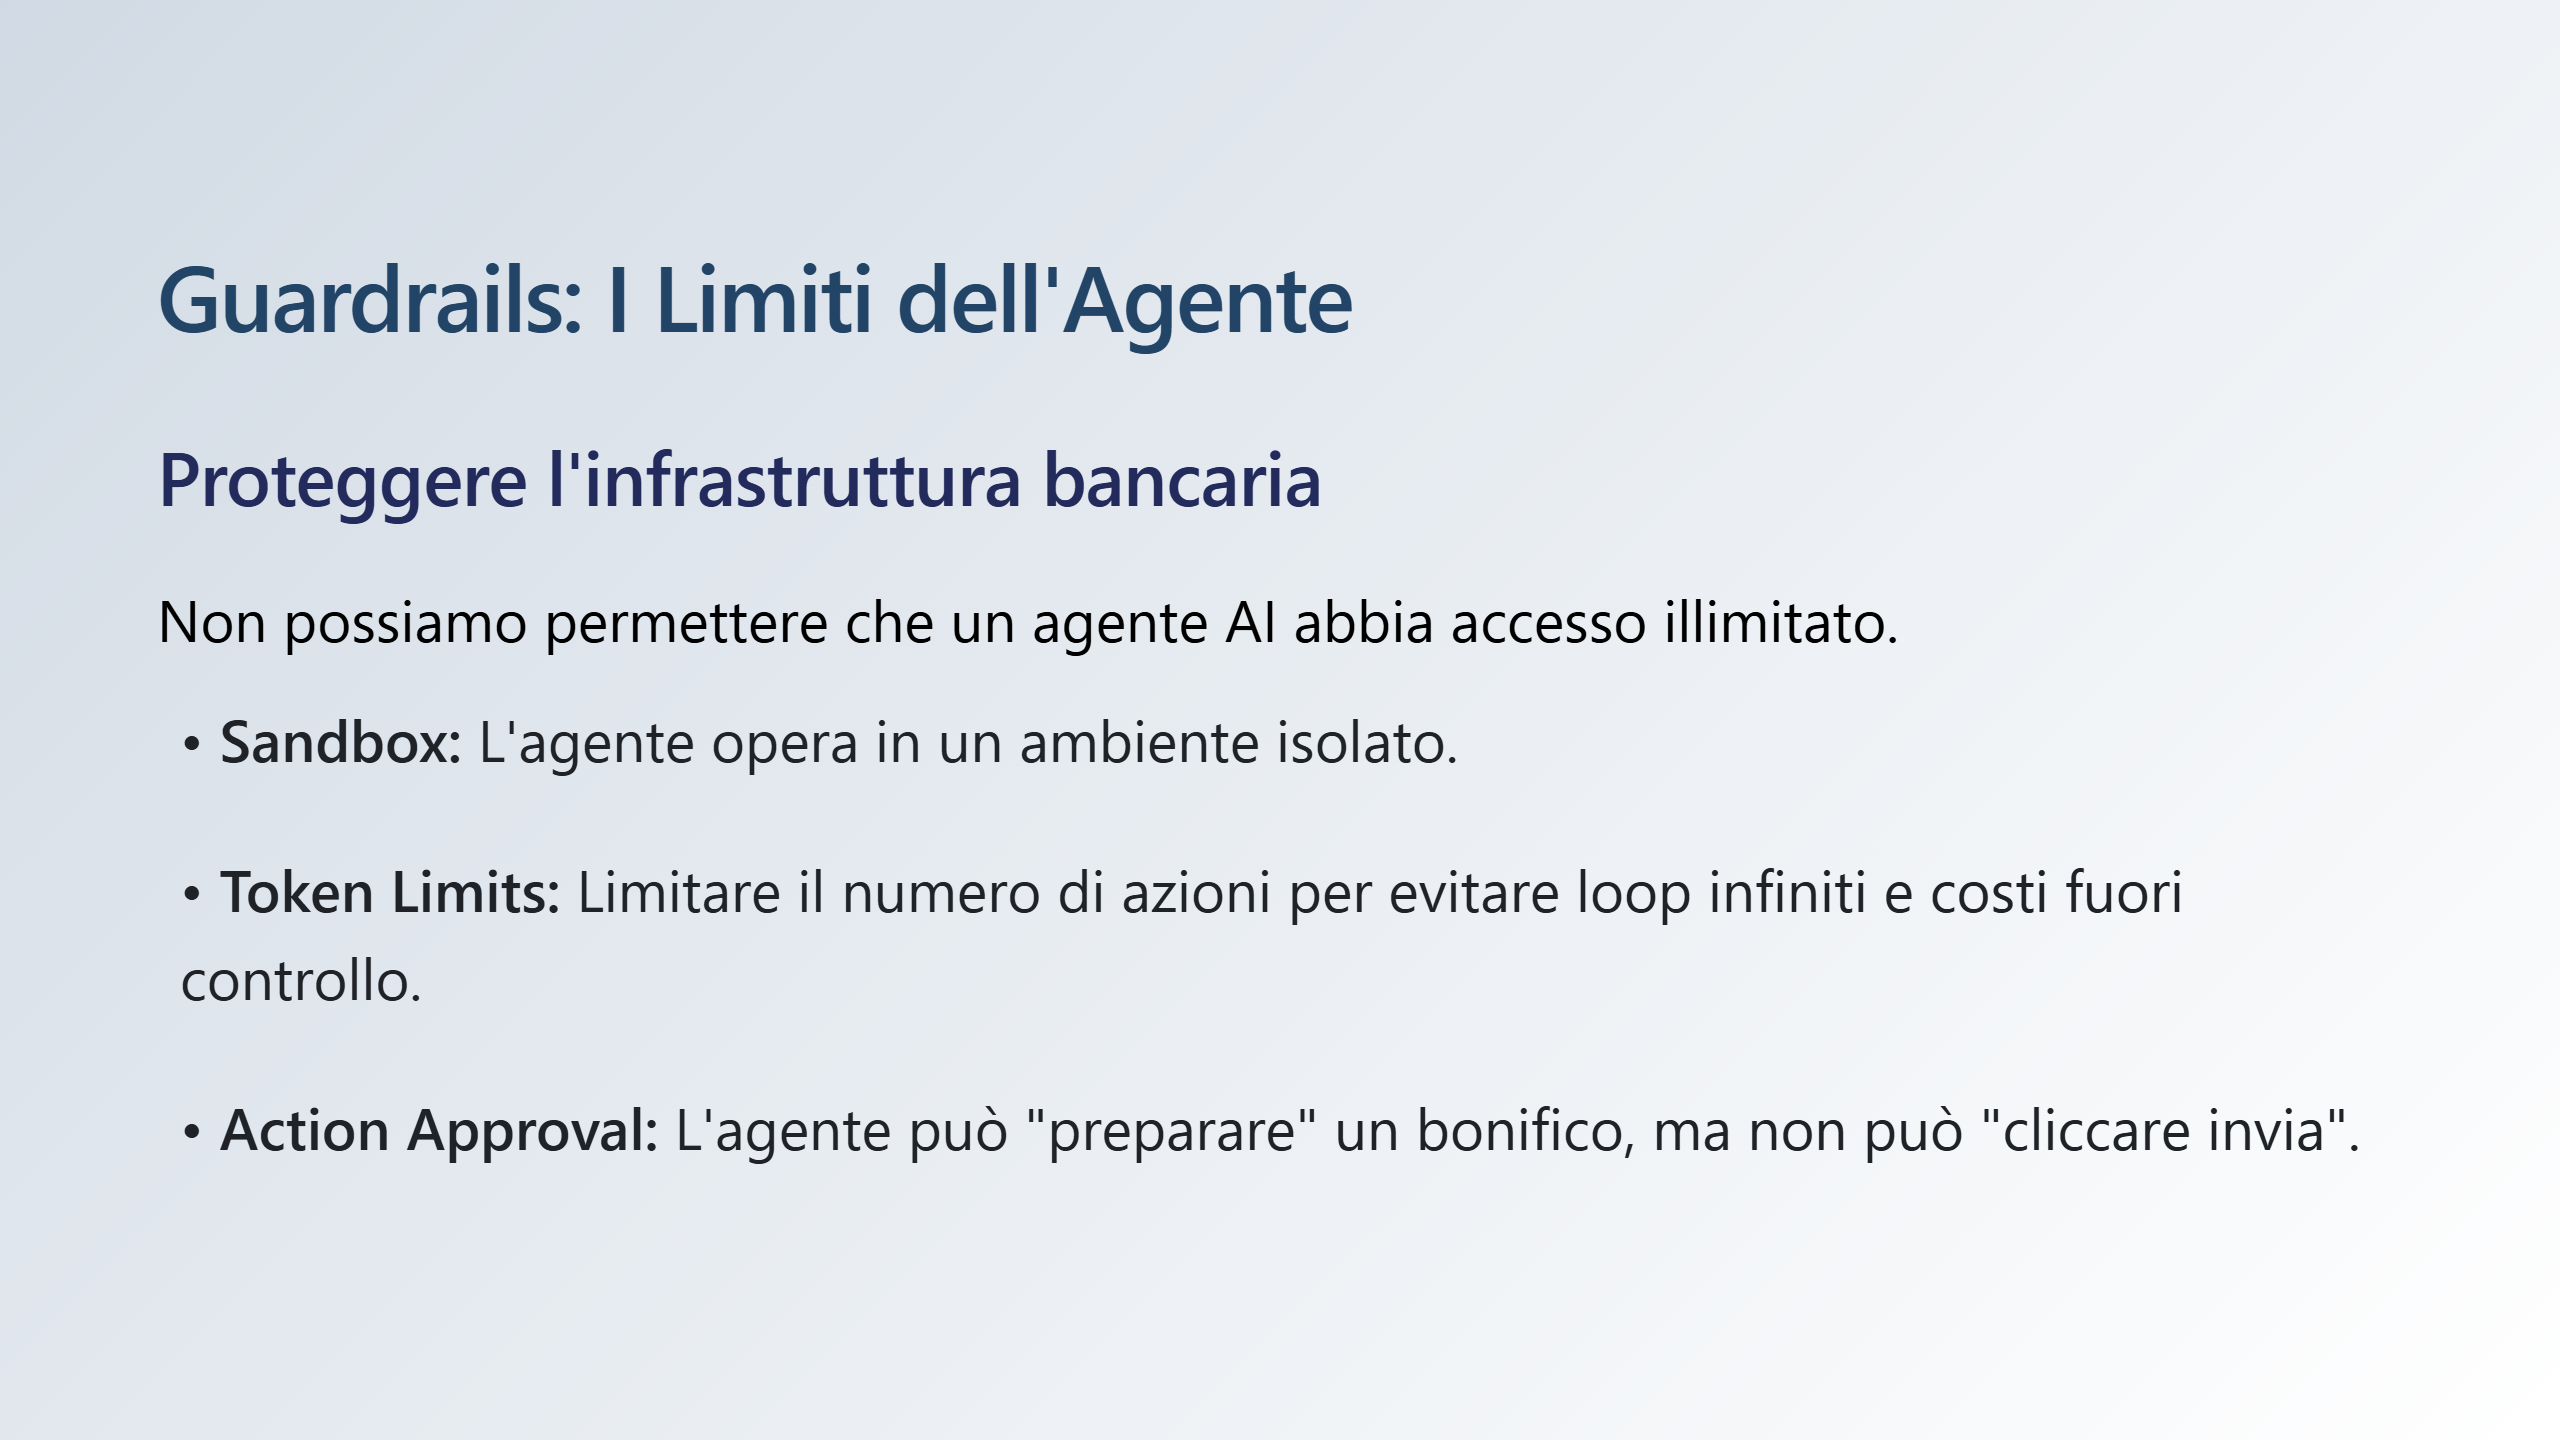 Guardrails: I Limiti dell'Agente
Proteggere l'infrastruttura bancaria
Non possiamo permettere che un agente AI abbia accesso illimitato.
• Sandbox: L'agente opera in un ambiente isolato.
• Token Limits: Limitare il numero di azioni per evitare loop infiniti e costi fuori
controllo.
• Action Approval: L'agente può "preparare" un bonifico, ma non può "cliccare invia".